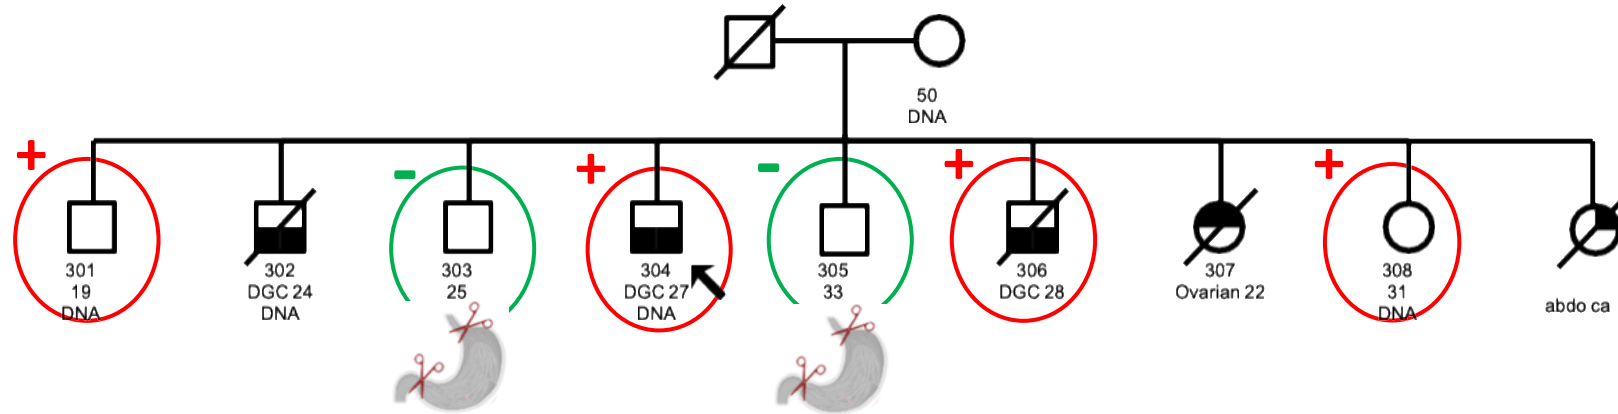 50
DNA
+
-
+
-
+
+
301
19
DNA
302
DGC 24
DNA
303
25
304
DGC 27
DNA
305
33
306
DGC 28
307
Ovarian 22
308
31
DNA
abdo ca